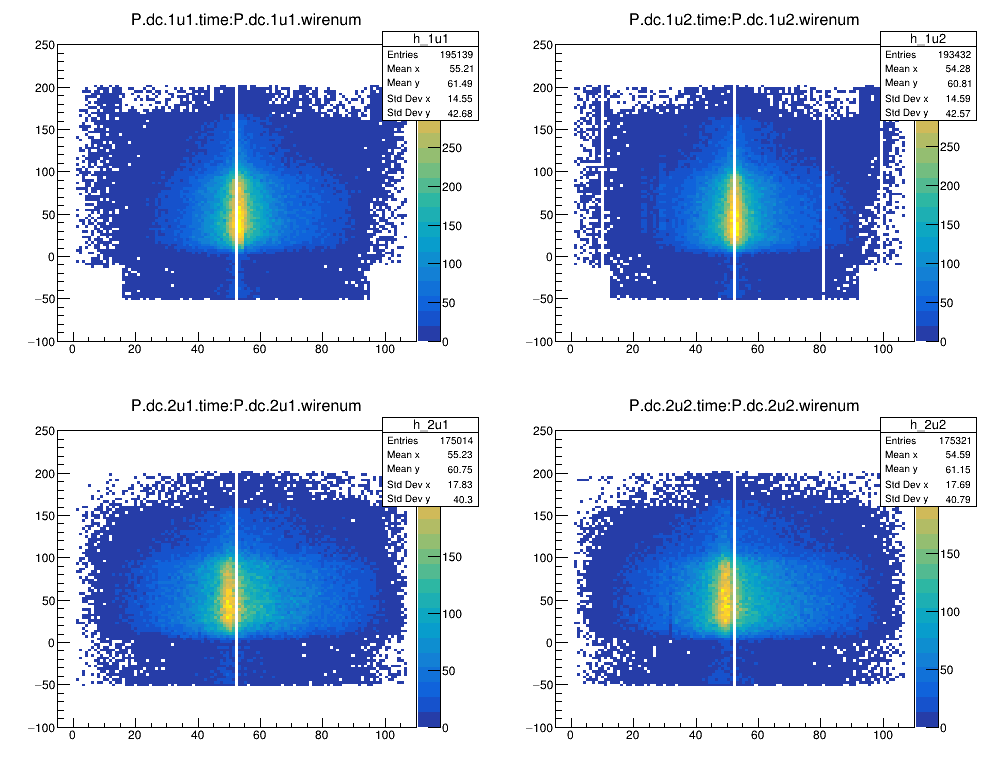 P.dc.1u1.time:P.dc.1u1.wirenum
h_1u1
Entries 195139
Mean x 55.21
Mean y 61.49
Std Dev x 14.55
Std Dev y 42.68
250
200
150
100
50
0
−50
−100
0 20 40 60 80 100
250
200
150
100
50
0
P.dc.1u2.time:P.dc.1u2.wirenum
h_1u2
Entries 193432
Mean x 54.28
Mean y 60.81
Std Dev x 14.59
Std Dev y 42.57
250
200
150
100
50
0
−50
−100
0 20 40 60 80 100
250
200
150
100
50
0
P.dc.2u1.time:P.dc.2u1.wirenum
h_2u1
Entries 175014
Mean x 55.23
Mean y 60.75
Std Dev x 17.83
Std Dev y 40.3
250
200
150
100
50
0
−50
−100
0 20 40 60 80 100
150
100
50
0
P.dc.2u2.time:P.dc.2u2.wirenum
h_2u2
Entries 175321
Mean x 54.59
Mean y 61.15
Std Dev x 17.69
Std Dev y 40.79
250
200
150
100
50
0
−50
−100
0 20 40 60 80 100
150
100
50
0